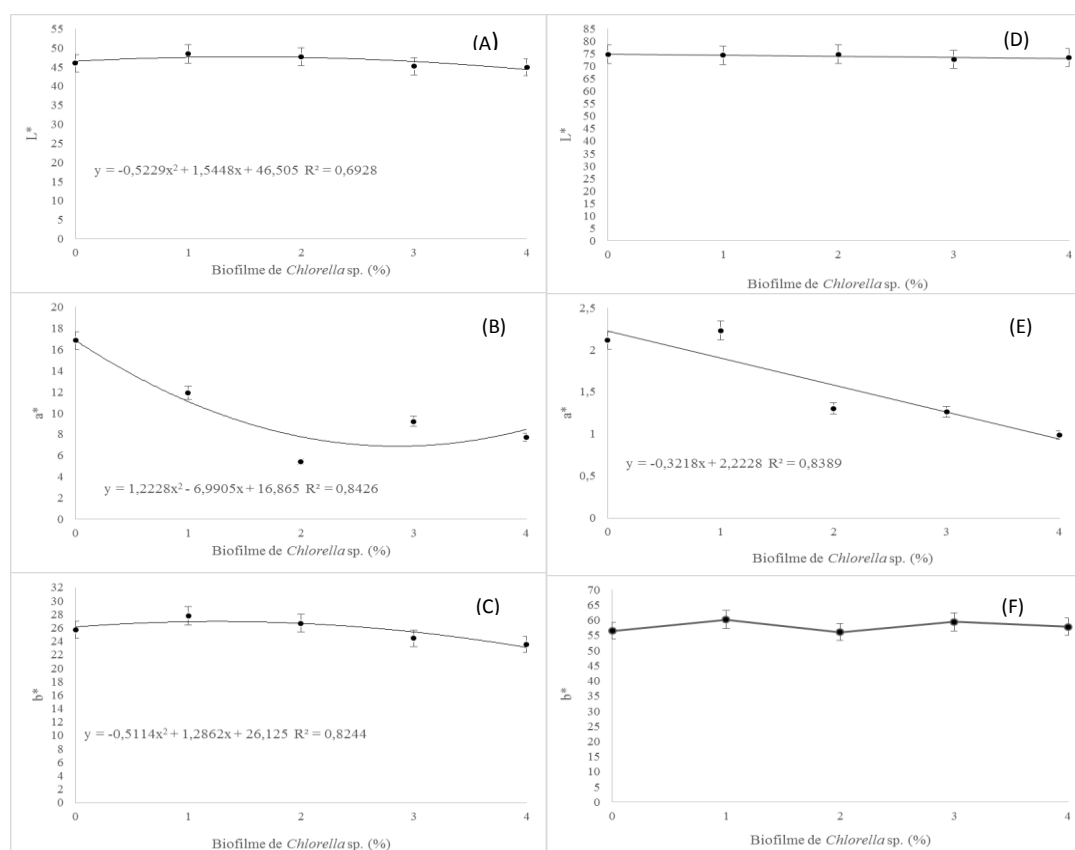 (A)
55
50
45
40
35
30
25
20
15
10
5
0
L*
y = -0,5229x² + 1,5448x + 46,505 R² = 0,6928
0 1 2 3 4
Biofilme de Chlorella sp. (%)
(D)
85
80
75
70
65
60
55
50
45
40
35
30
25
20
15
10
5
0
L*
0 1 2 3 4
Biofilme de Chlorella sp. (%)
(B)
20
18
16
14
12
10
8
6
4
2
0
a*
y = 1,2228x² - 6,9905x + 16,865 R² = 0,8426
0 1 2 3 4
Biofilme de Chlorella sp. (%)
(E)
2,5
2
1,5
1
0,5
0
a*
y = -0,3218x + 2,2228 R² = 0,8389
0 1 2 3 4
Biofilme de Chlorella sp. (%)
(C)
32
30
28
26
24
22
20
18
16
14
12
10
8
6
4
2
0
b*
y = -0,5114x² + 1,2862x + 26,125 R² = 0,8244
0 1 2 3 4
Biofilme de Chlorella sp. (%)
(F)
70
65
60
55
50
45
40
35
30
25
20
15
10
5
0
b*
0 1 2 3 4
Biofilme de Chlorella sp. (%)